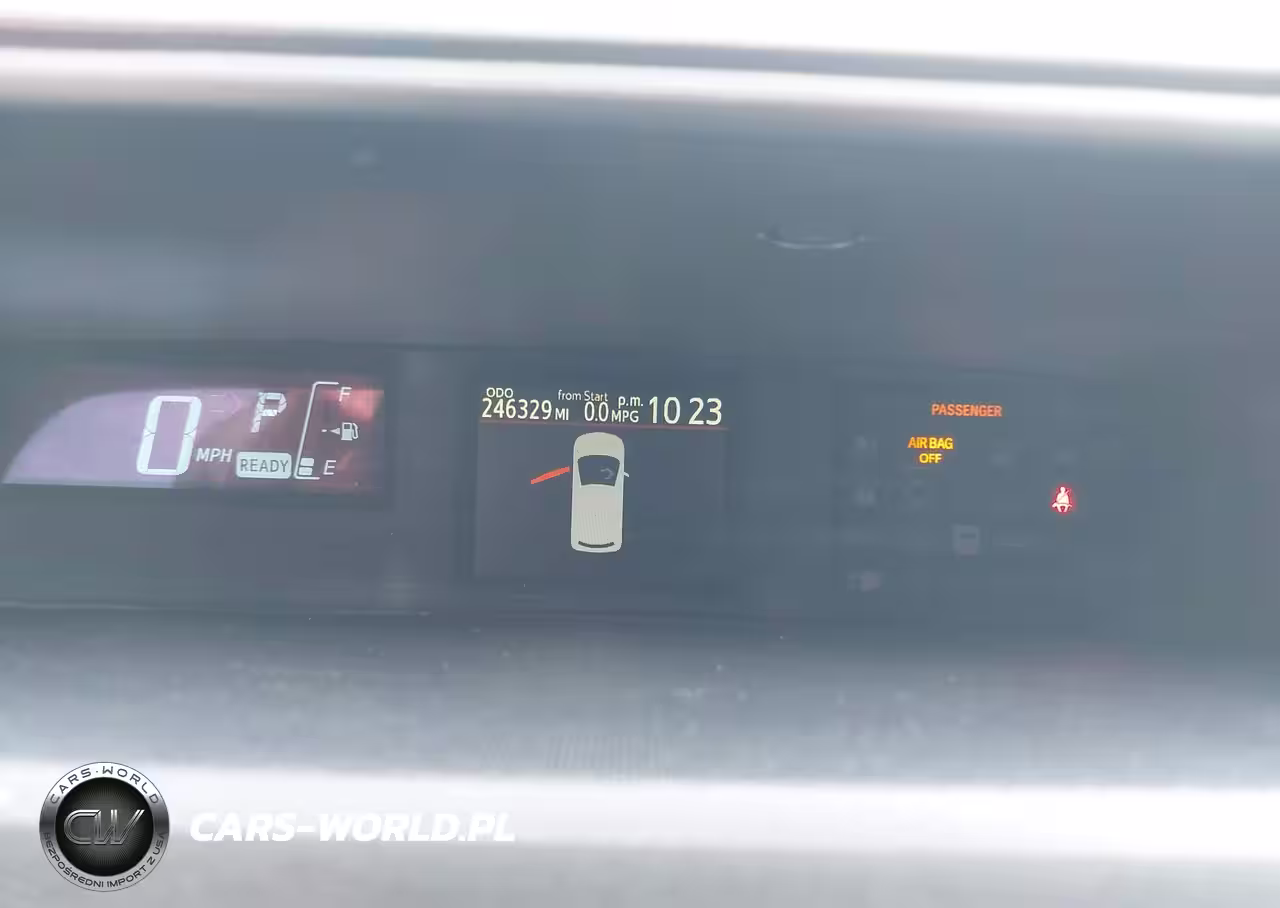 0 MPH P READY F E
ODO from Start p.m.
246329 MI 0.0 MPG 10 23
PASSENGER
AIR BAG
OFF
CARS-WORLD
CW
BEZPOŚREDNI IMPORT Z USA
CARS-WORLD.PL